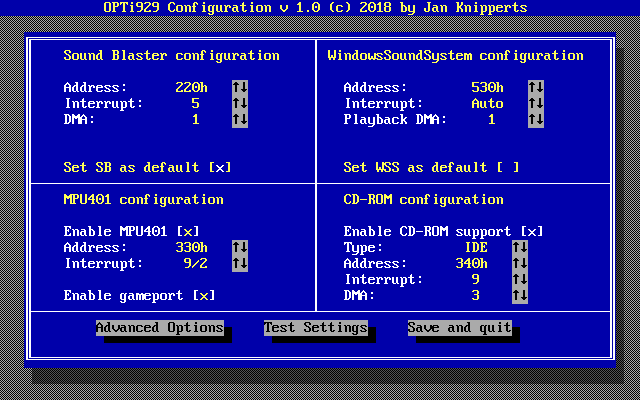 OPTi929 Configuration v 1.0 (c) 2018 by Jan Knipperts
Sound Blaster configuration
Address: 220h ↑↓
Interrupt: 5 ↑↓
DMA: 1 ↑↓
Set SB as default [x]
WindowsSoundSystem configuration
Address: 530h ↑↓
Interrupt: Auto ↑↓
Playback DMA: 1 ↑↓
Set WSS as default [ ]
MPU401 configuration
Enable MPU401 [x]
Address: 330h ↑↓
Interrupt: 9/2 ↑↓
Enable gameport [x]
CD-ROM configuration
Enable CD-ROM support [x]
Type: IDE ↑↓
Address: 340h ↑↓
Interrupt: 9 ↑↓
DMA: 3 ↑↓
Advanced Options Test Settings Save and quit